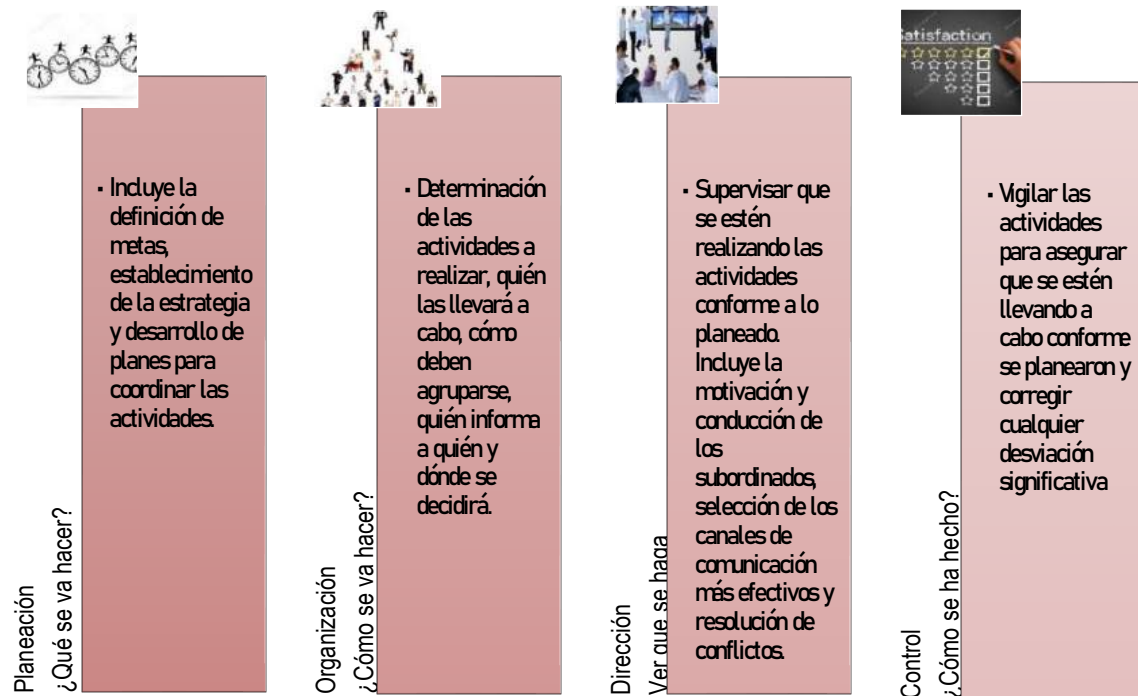 Satisfaction
Planeación
¿Qué se va hacer?
▪ Incluye la
definición de
metas,
establecimiento
de la estrategia
y desarrollo de
planes para
coordinar las
actividades.
Organización
¿Cómo se va hacer?
▪ Determinación
de las
actividades a
realizar, quién
las llevará a
cabo, cómo
deben
agruparse,
quién informa
a quién y
dónde se
decidirá.
Dirección
Ver que se haga
▪ Supervisar que
se estén
realizando las
actividades
conforme a lo
planeado.
Incluye la
motivación y
conducción de
los
subordinados,
selección de los
canales de
comunicación
más efectivos y
resolución de
conflictos.
Control
¿Cómo se ha hecho?
▪ Vigilar las
actividades
para asegurar
que se estén
llevando a
cabo conforme
se planearon y
corregir
cualquier
desviación
significativa